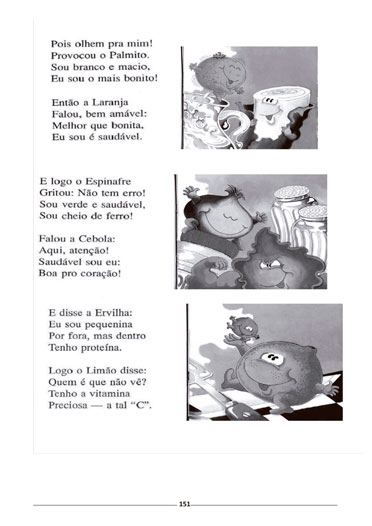 Pois olhem pra mim!
Provocou o Palmito.
Sou branco e macio,
Eu sou o mais bonito!
Então a Laranja
Falou, bem amável:
Melhor que bonita,
Eu sou é saudável.
E logo o Espinafre
Gritou: Não tem erro!
Sou verde e saudável,
Sou cheio de ferro!
Falou a Cebola:
Aqui, atenção!
Saudável sou eu:
Boa pro coração!
E disse a Ervilha:
Eu sou pequenina
Por fora, mas dentro
Tenho proteína.
Logo o Limão disse:
Quem é que não vê?
Tenho a vitamina
Preciosa — a tal “C”.
151